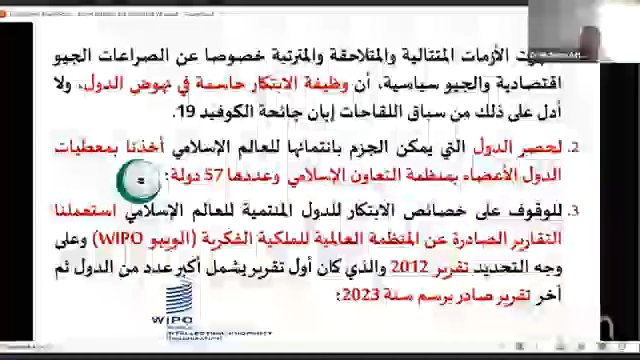 الأزمات المتتالية والمتلاحقة والمترتبة خصوصا عن الصراعات الجيو
اقتصادية والجيو سياسية، أن وظيفة الابتكار حاسمة في نهوض الدول، ولا
أدل على ذلك من سباق اللقاحات إبان جائحة الكوفيد 19.
2. لحصر الدول التي يمكن الجزم بانتمائها للعالم الإسلامي أخذنا بمعطيات
الدول الأعضاء بمنظمة التعاون الإسلامي وعددها 57 دولة:
3. للوقوف على خصائص الابتكار للدول المنتمية للعالم الإسلامي استعملنا
التقارير الصادرة عن المنظمة العالمية للملكية الفكرية (الويبو WIPO) وعلى
وجه التحديد تقرير 2012 والذي كان أول تقرير يشمل أكبر عدد من الدول ثم
آخر تقرير صادر برسم سنة 2023:
WIPO
INTELLECTUAL PROPERTY
ORGANIZATION